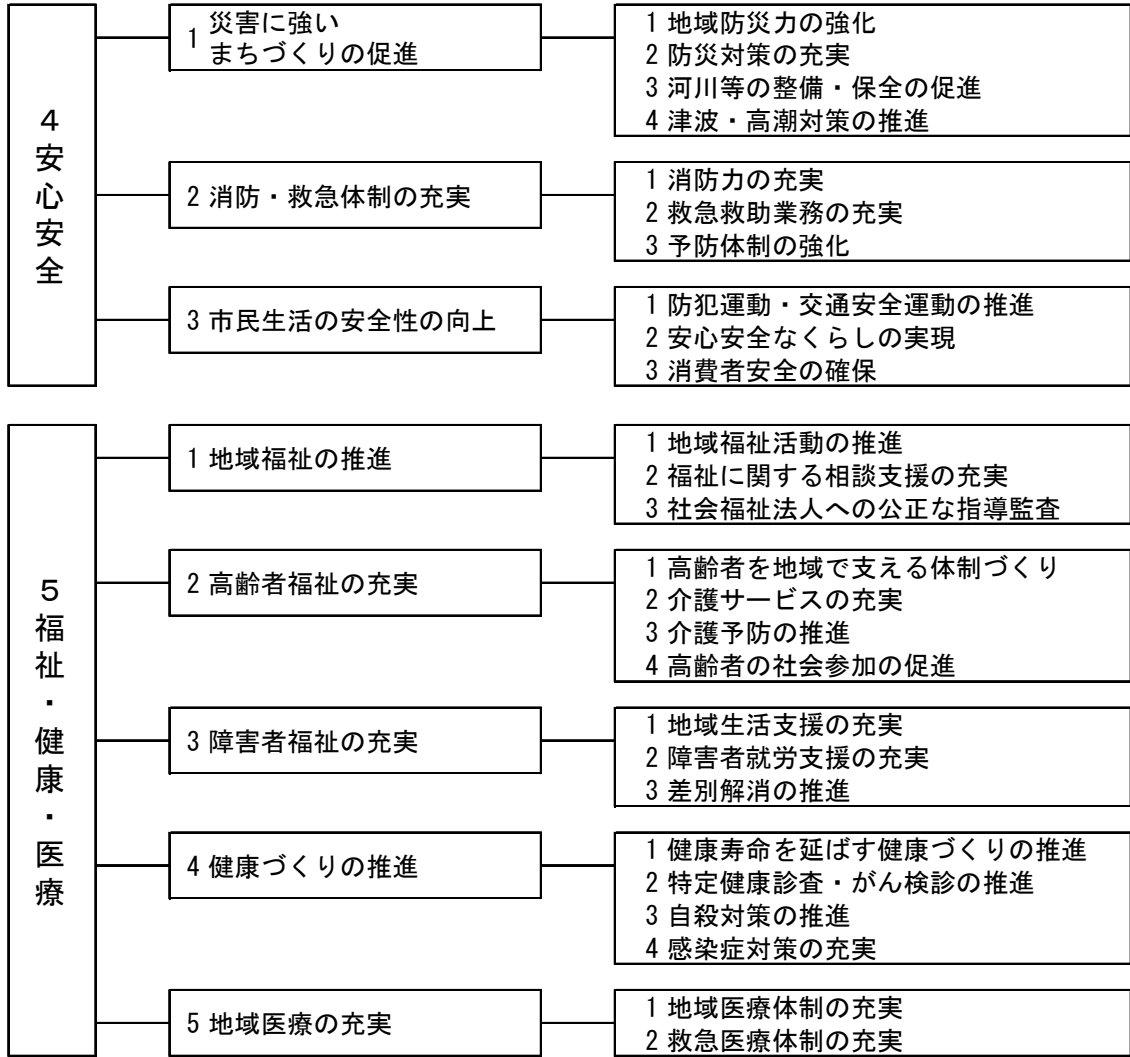 4安心安全
1 災害に強い
まちづくりの促進
1 地域防災力の強化
2 防災対策の充実
3 河川等の整備・保全の促進
4 津波・高潮対策の推進
2 消防・救急体制の充実
1 消防力の充実
2 救急救助業務の充実
3 予防体制の強化
3 市民生活の安全性の向上
1 防犯運動・交通安全運動の推進
2 安心安全なくらしの実現
3 消費者安全の確保
5福祉・健康・医療
1 地域福祉の推進
1 地域福祉活動の推進
2 福祉に関する相談支援の充実
3 社会福祉法人への公正な指導監査
2 高齢者福祉の充実
1 高齢者を地域で支える体制づくり
2 介護サービスの充実
3 介護予防の推進
4 高齢者の社会参加の促進
3 障害者福祉の充実
1 地域生活支援の充実
2 障害者就労支援の充実
3 差別解消の推進
4 健康づくりの推進
1 健康寿命を延ばす健康づくりの推進
2 特定健康診査・がん検診の推進
3 自殺対策の推進
4 感染症対策の充実
5 地域医療の充実
1 地域医療体制の充実
2 救急医療体制の充実